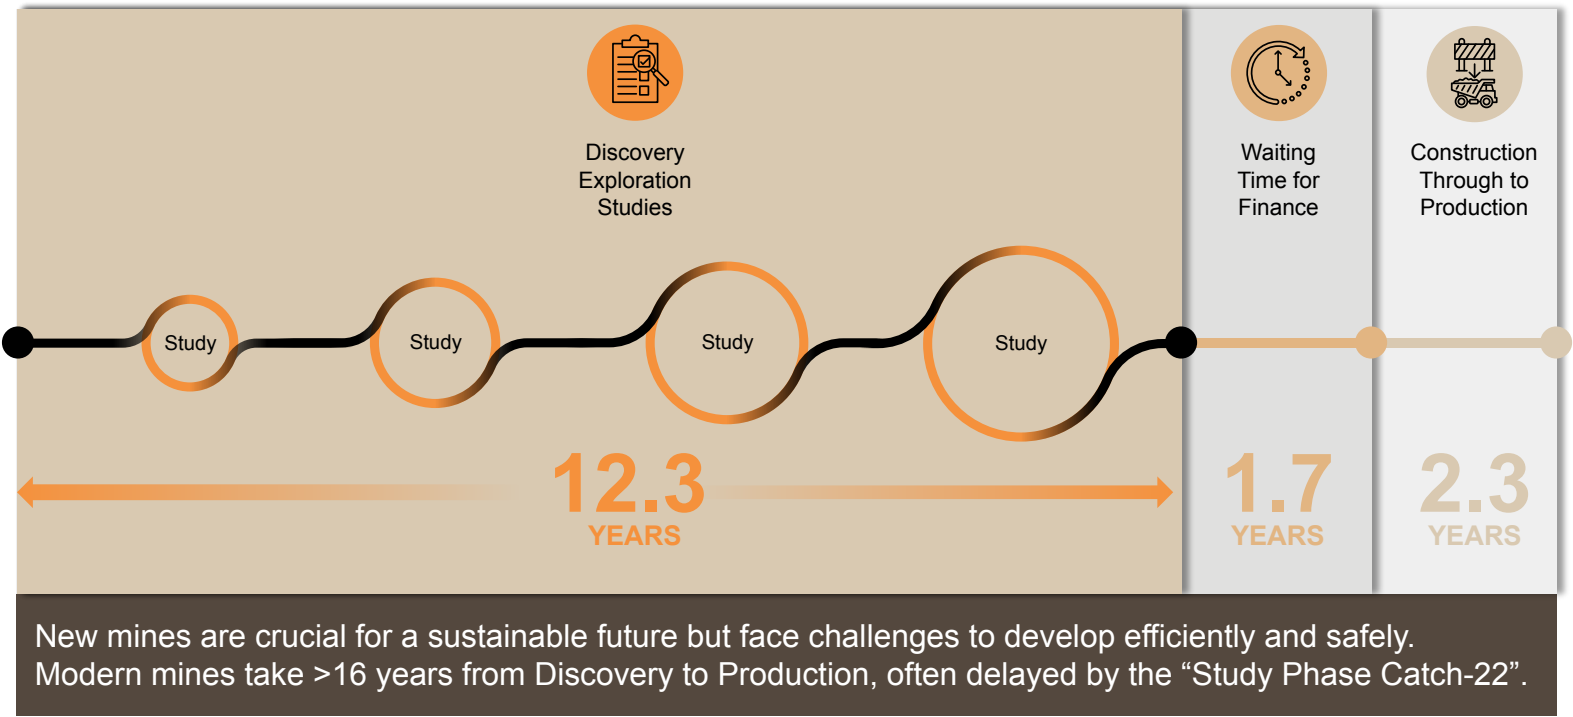 Discovery
Exploration
Studies
Waiting
Time for
Finance
Construction
Through to
Production
Study
Study
Study
Study
12.3
YEARS
1.7
YEARS
2.3
YEARS
New mines are crucial for a sustainable future but face challenges to develop efficiently and safely.
Modern mines take >16 years from Discovery to Production, often delayed by the “Study Phase Catch-22”.